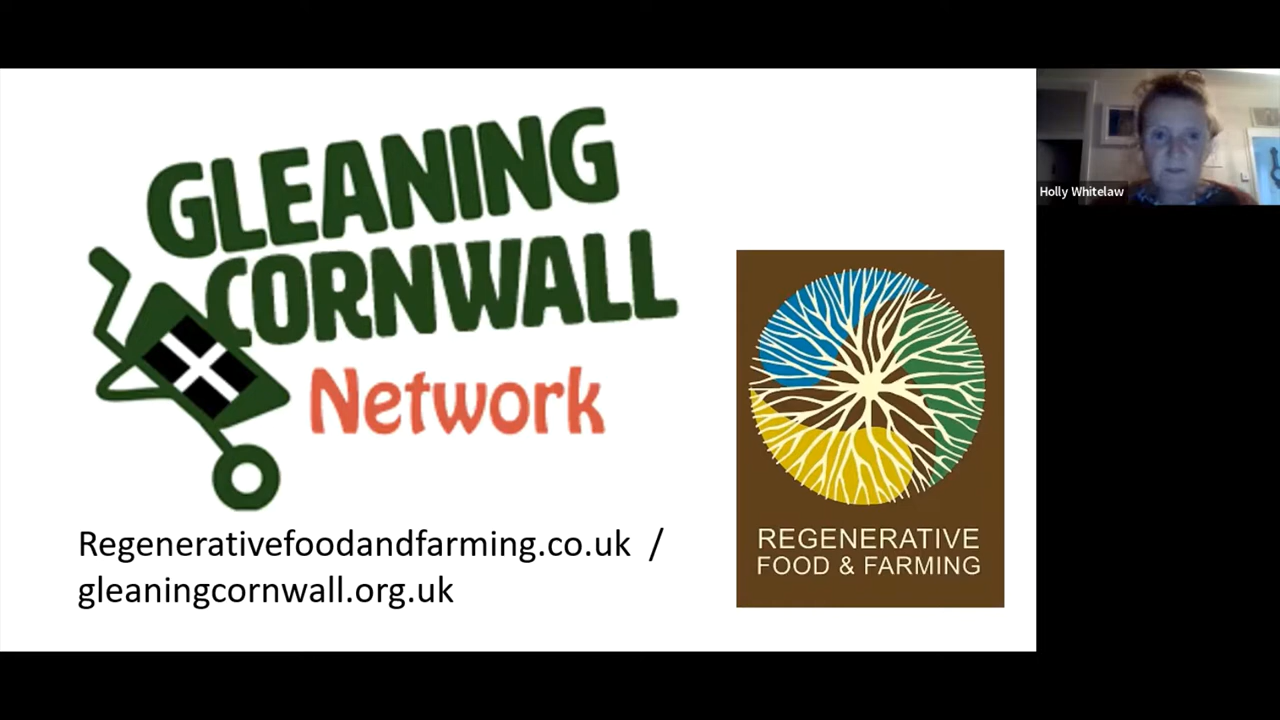 GLEANING
CORNWALL
Network
Regenerativefoodandfarming.co.uk /
gleaningcornwall.org.uk
REGENERATIVE
FOOD & FARMING
Holly Whitelaw